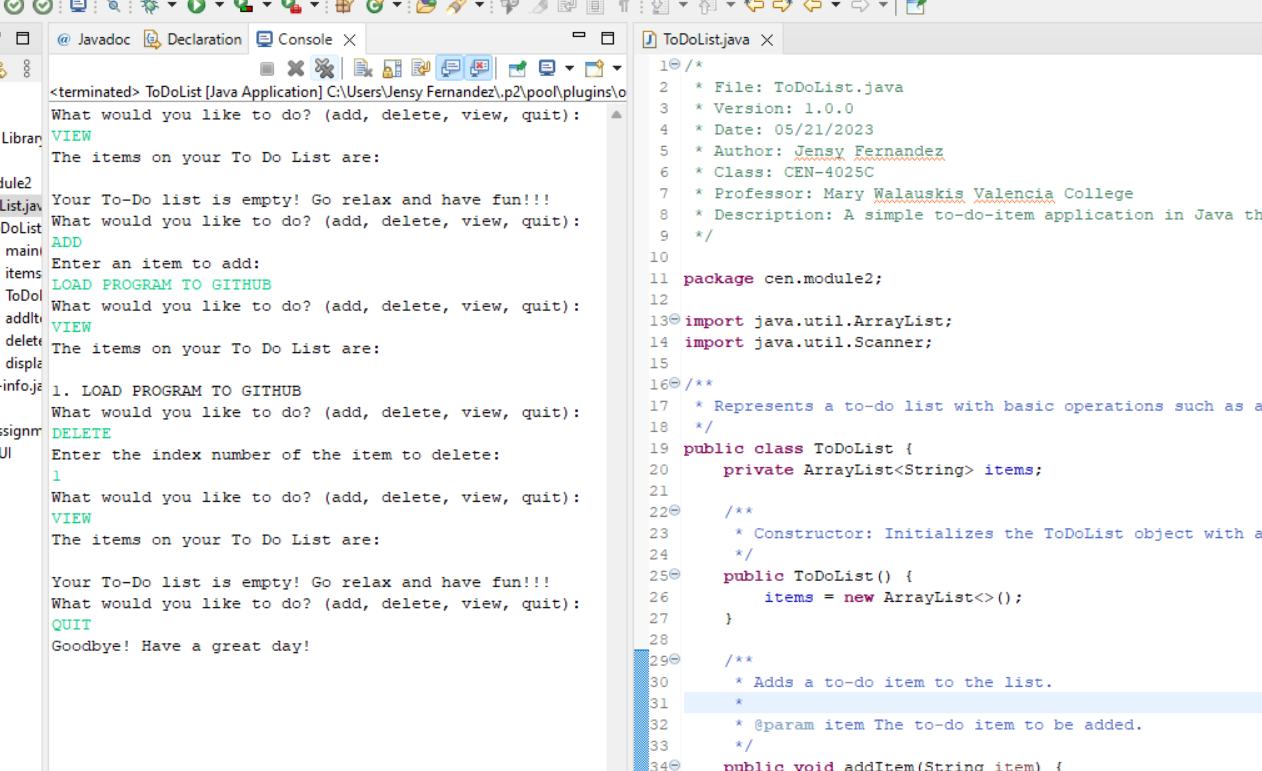 @ Javadoc Declaration Console
<terminated> ToDoList [Java Application] C:\Users\Jensy Fernandez\.p2\pool\plugins\o
What would you like to do? (add, delete, view, quit):
VIEW
The items on your To Do List are:
Your To-Do list is empty! Go relax and have fun!!!
What would you like to do? (add, delete, view, quit):
ADD
Enter an item to add:
LOAD PROGRAM TO GITHUB
What would you like to do? (add, delete, view, quit):
VIEW
The items on your To Do List are:
1. LOAD PROGRAM TO GITHUB
What would you like to do? (add, delete, view, quit):
DELETE
Enter the index number of the item to delete:
1
What would you like to do? (add, delete, view, quit):
VIEW
The items on your To Do List are:
Your To-Do list is empty! Go relax and have fun!!!
What would you like to do? (add, delete, view, quit):
QUIT
Goodbye! Have a great day!
Librar
dule2
List.jav
DoList
main(
items
ToDol
addIt
delete
displa
-info.ja
ssignm
UI
ToDoList.java
1 /*
2 * File: ToDoList.java
3 * Version: 1.0.0
4 * Date: 05/21/2023
5 * Author: Jensy Fernandez
6 * Class: CEN-4025C
7 * Professor: Mary Walauskis Valencia College
8 * Description: A simple to-do-item application in Java th
9 */
10
11 package cen.module2;
12
13 import java.util.ArrayList;
14 import java.util.Scanner;
15
16 /**
17 * Represents a to-do list with basic operations such as a
18 */
19 public class ToDoList {
20 private ArrayList<String> items;
21
22 /**
23 * Constructor: Initializes the ToDoList object with a
24 */
25 public ToDoList() {
26 items = new ArrayList<>();
27 }
28
29 /**
30 * Adds a to-do item to the list.
31 *
32 * @param item The to-do item to be added.
33 */
34 public void addItem(String item) {